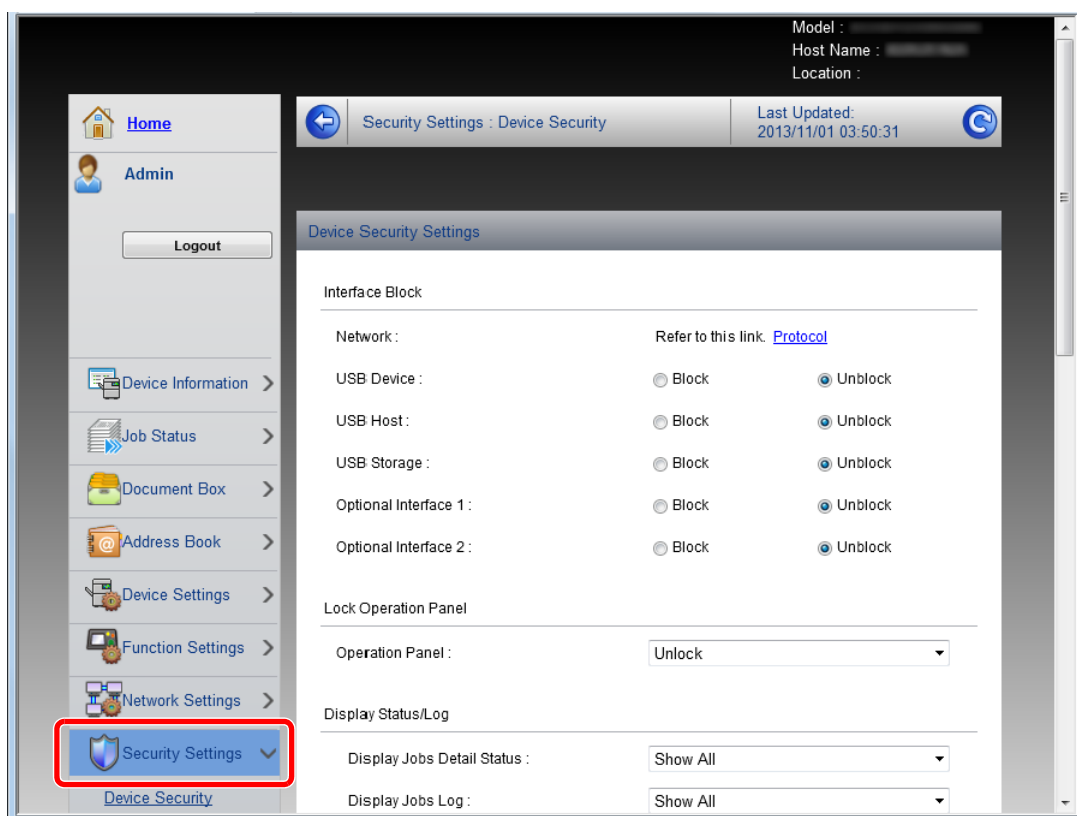 Model :
Host Name :
Location :
Home
Admin
Logout
Device Information
Job Status
Document Box
Address Book
Device Settings
Function Settings
Network Settings
Security Settings
Device Security
Security Settings : Device Security
Last Updated:
2013/11/01 03:50:31
Device Security Settings
Interface Block
Network : Refer to this link. Protocol
USB Device : Block Unblock
USB Host : Block Unblock
USB Storage : Block Unblock
Optional Interface 1 : Block Unblock
Optional Interface 2 : Block Unblock
Lock Operation Panel
Operation Panel : Unlock
Display Status/Log
Display Jobs Detail Status : Show All
Display Jobs Log : Show All